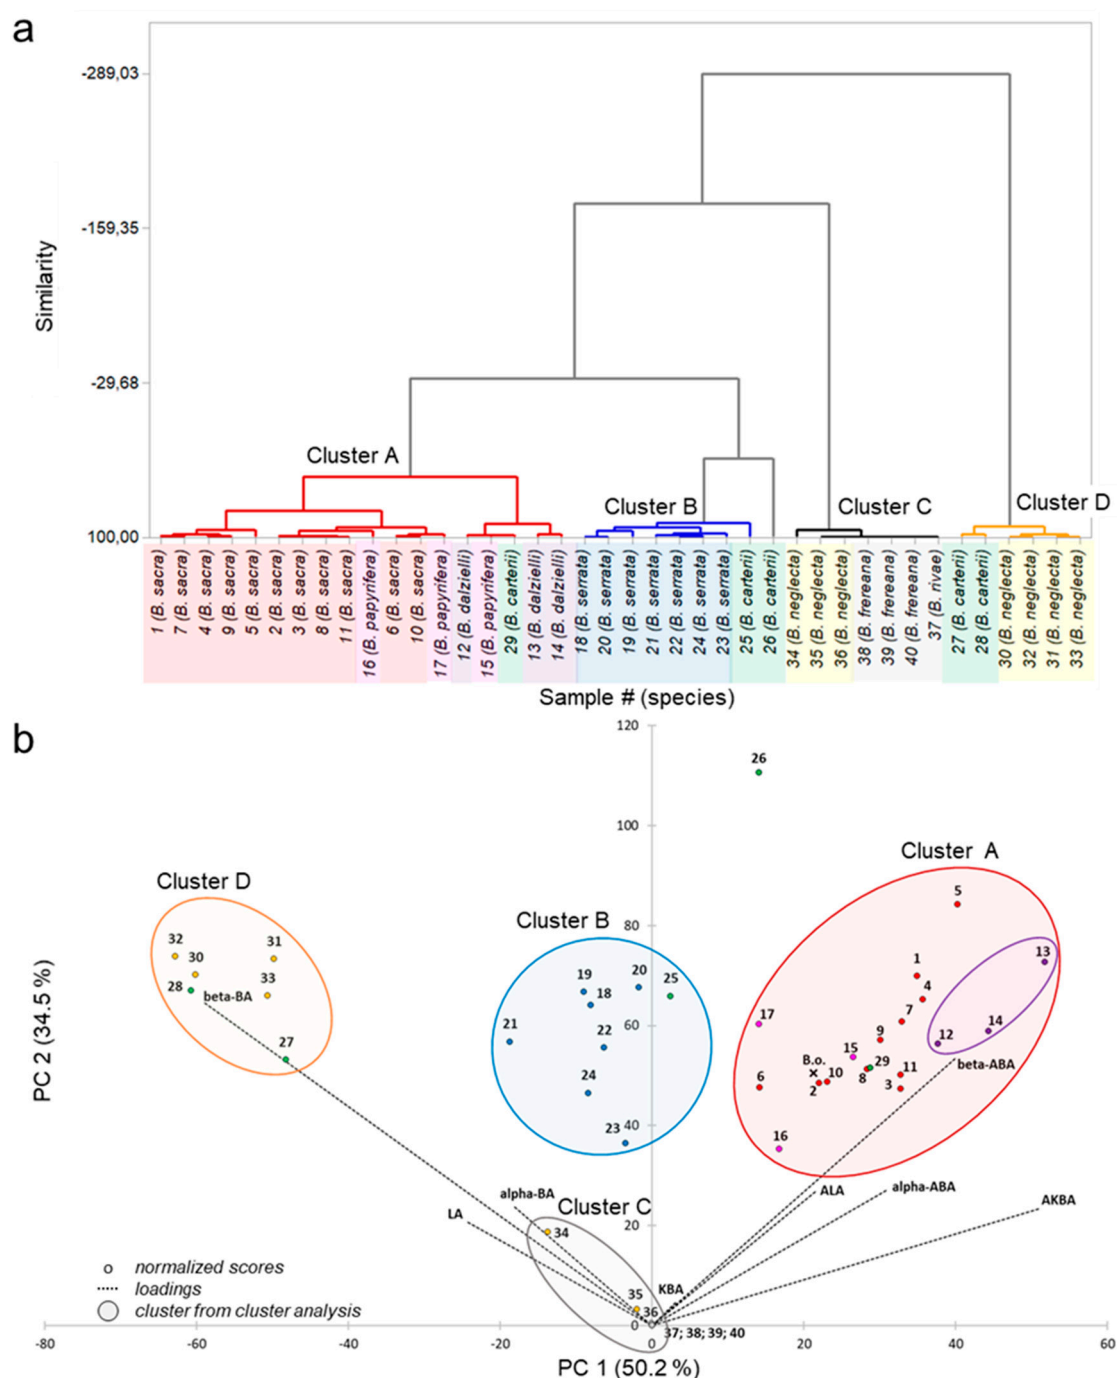 a
-289,03
-159,35
-29,68
100,00
Similarity
Cluster A
Cluster B
Cluster C
Cluster D
1 (B. sacra)
7 (B. sacra)
4 (B. sacra)
9 (B. sacra)
5 (B. sacra)
2 (B. sacra)
3 (B. sacra)
8 (B. sacra)
11 (B. sacra)
16 (B. papyrifera)
6 (B. sacra)
10 (B. sacra)
17 (B. papyrifera)
12 (B. dalzielii)
15 (B. papyrifera)
29 (B. carterii)
13 (B. dalzielii)
14 (B. dalzielii)
18 (B. serrata)
20 (B. serrata)
19 (B. serrata)
21 (B. serrata)
22 (B. serrata)
24 (B. serrata)
23 (B. serrata)
25 (B. carterii)
26 (B. carterii)
34 (B. neglecta)
35 (B. neglecta)
36 (B. neglecta)
38 (B. frereana)
39 (B. frereana)
40 (B. frereana)
37 (B. rivae)
27 (B. carterii)
28 (B. carterii)
30 (B. neglecta)
32 (B. neglecta)
31 (B. neglecta)
33 (B. neglecta)
Sample # (species)
b
120
26
100
Cluster A
Cluster D
5
80
Cluster B
32
31
30
13
1
19
20
25
28
beta-BA
33
18
4
17
7
60
21
22
9
14
12
27
15
B.o.
29
beta-ABA
24
6
2
10
8
11
3
40
23
16
alpha-BA
Cluster C
ALA
alpha-ABA
AKBA
LA
20
34
KBA
35
36
37; 38; 39; 40
normalized scores
loadings
cluster from cluster analysis
0
-80
-60
-40
-20
0
20
40
60
PC 1 (50.2 %)
PC 2 (34.5 %)